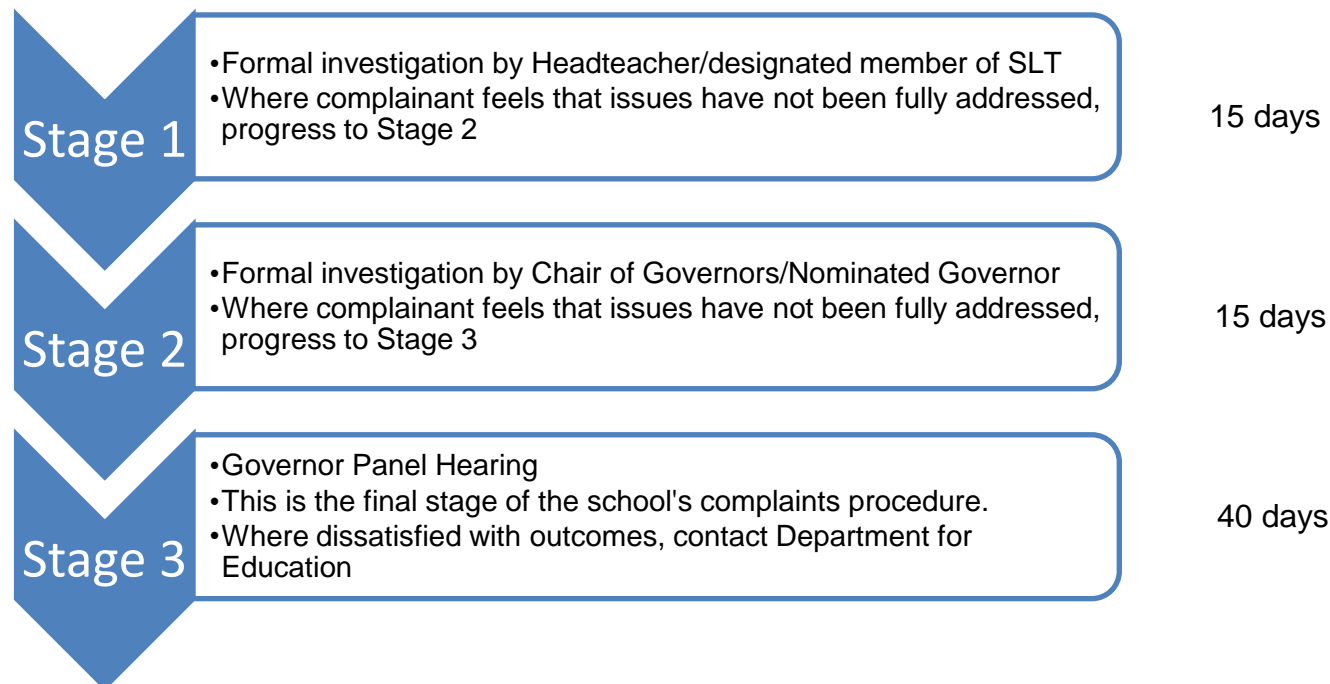 Stage 1
•Formal investigation by Headteacher/designated member of SLT
•Where complainant feels that issues have not been fully addressed,
progress to Stage 2
15 days
Stage 2
•Formal investigation by Chair of Governors/Nominated Governor
•Where complainant feels that issues have not been fully addressed,
progress to Stage 3
15 days
Stage 3
•Governor Panel Hearing
•This is the final stage of the school's complaints procedure.
•Where dissatisfied with outcomes, contact Department for
Education
40 days